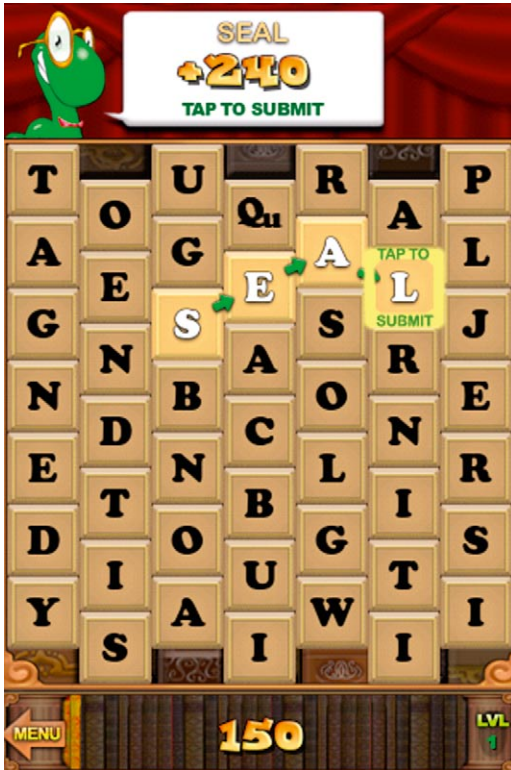 SEAL
+240
TAP TO SUBMIT
T U R P
O Qu A
A G A L
TAP TO
E E L
SUBMIT
G S S J
N A R
N B O E
D C N
E N L R
T B I
D O G S
I U T
Y A W I
S I I
MENU 150 LVL
1